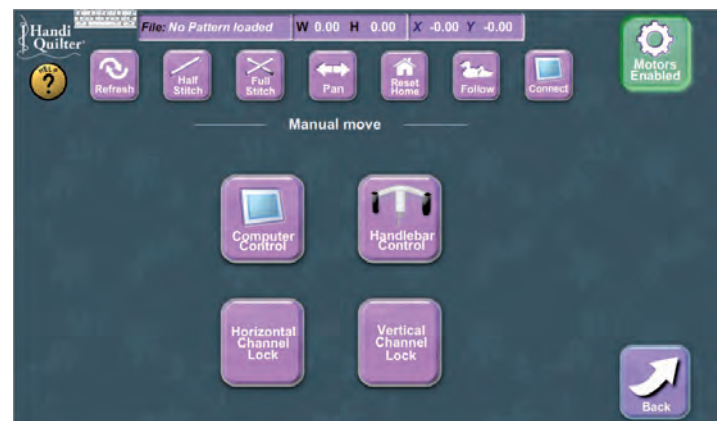 Handi
Quilter
File: No Pattern loaded W 0.00 H 0.00 X -0.00 Y -0.00
HELP
?
Refresh
Half
Stitch
Full
Stitch
Pan
Reset
Home
Follow
Connect
Motors
Enabled
Manual move
Computer
Control
Handlebar
Control
Horizontal
Channel
Lock
Vertical
Channel
Lock
Back